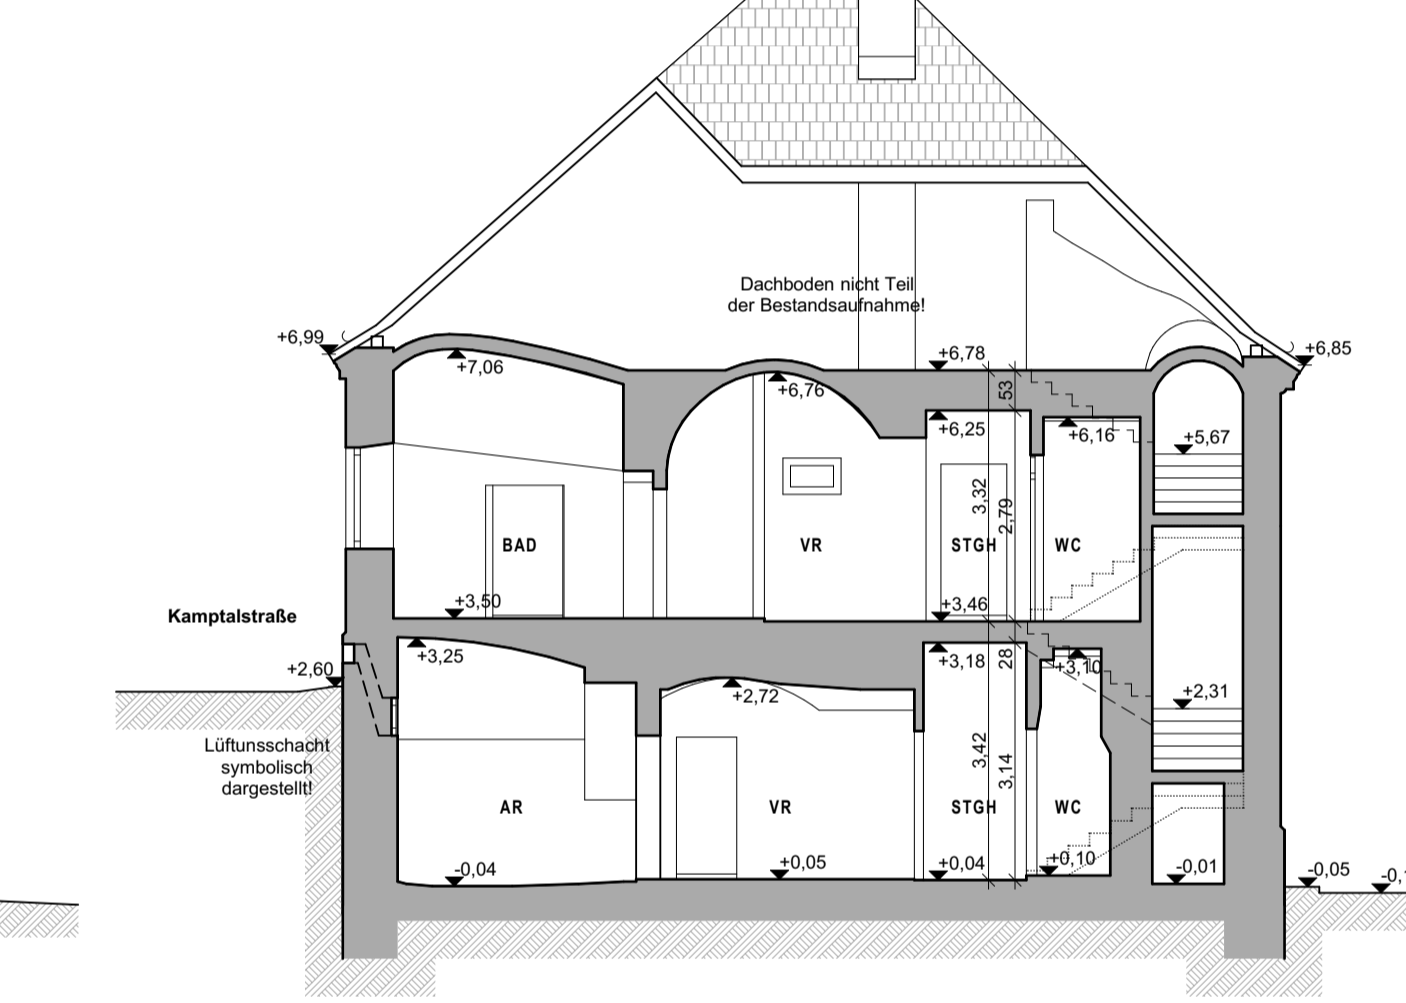 Dachboden nicht Teil
der Bestandsaufnahme!
+6,99
+6,78
+6,85
+7,06
+6,76
53
+6,25
+6,16
+5,67
3,32
2,79
BAD
VR
STGH
WC
+3,50
+3,46
Kamptalstraße
+3,25
+3,18
28
+3,10
+2,60
+2,72
+2,31
Lüftunsschacht
symbolisch
dargestellt!
3,42
3,14
AR
VR
STGH
WC
-0,04
+0,05
+0,04
+0,10
-0,01
-0,05